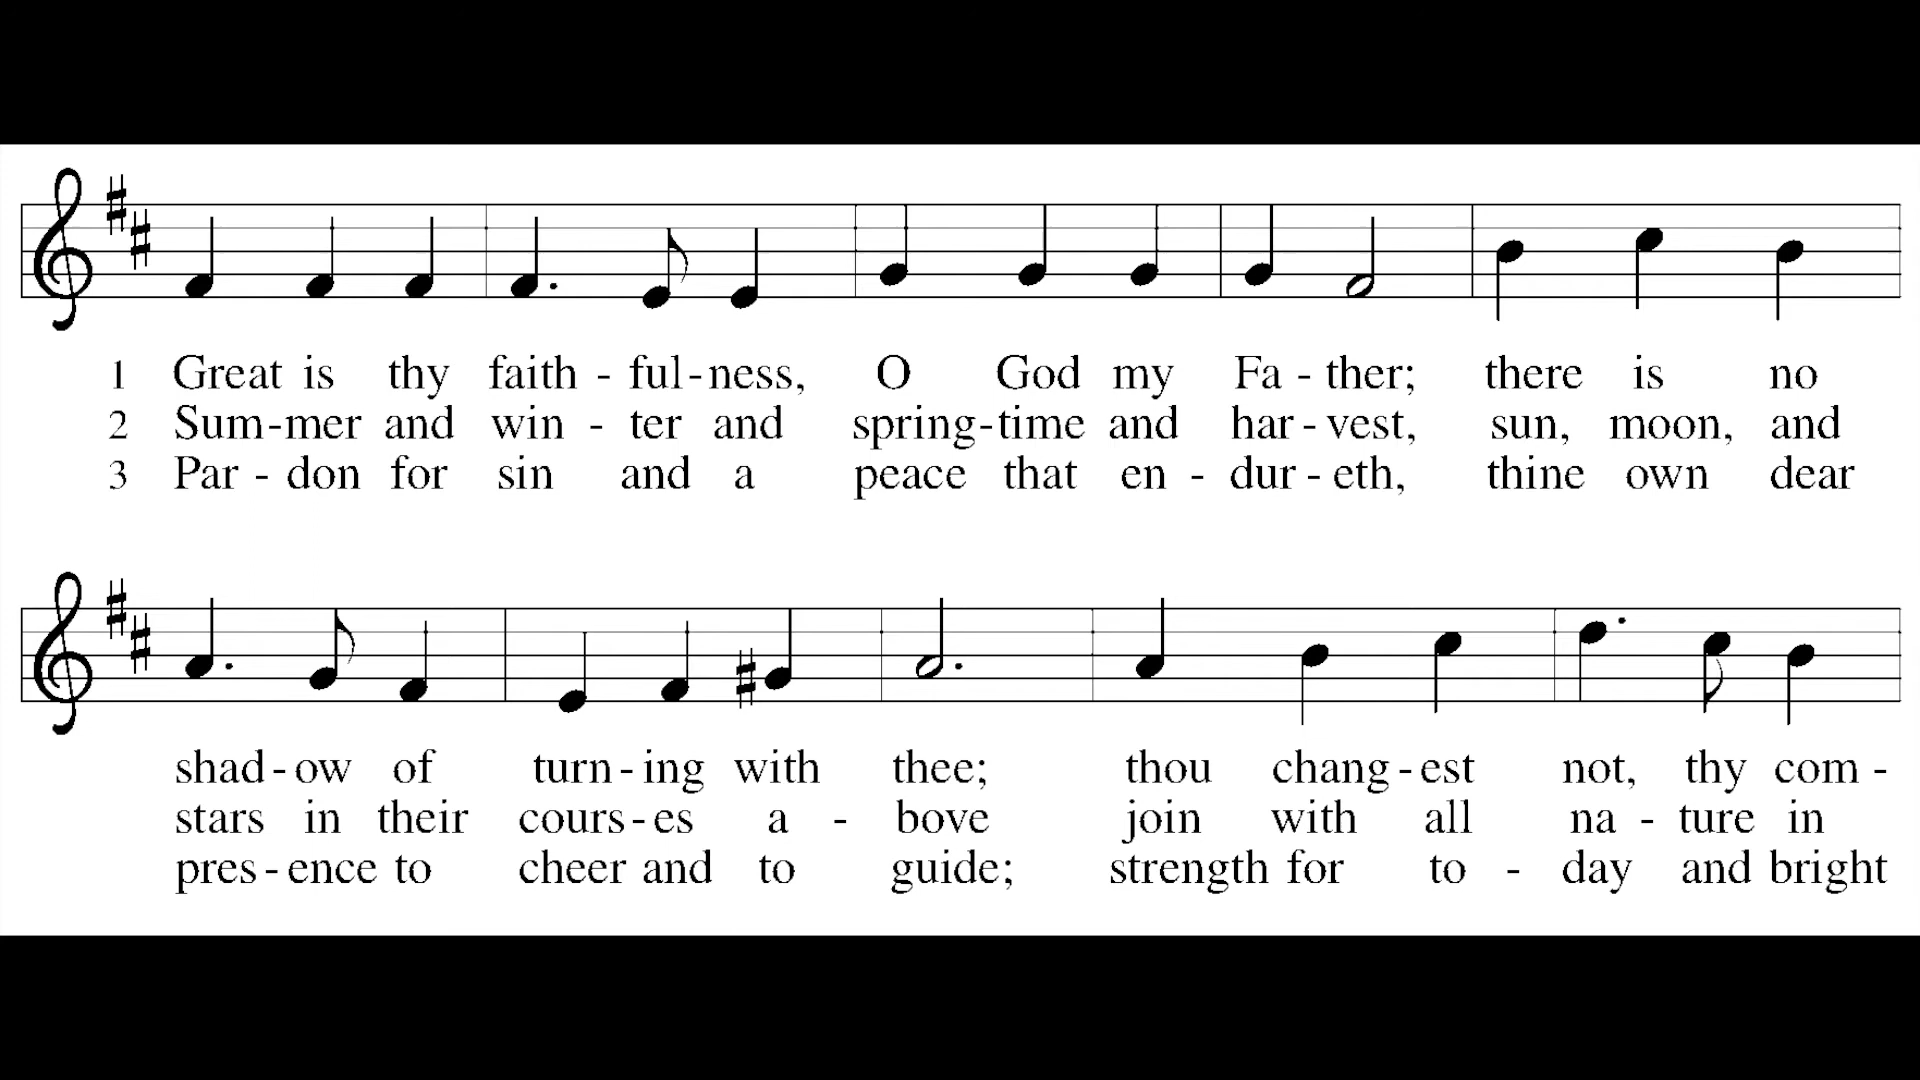 1 Great is thy faith - ful-ness, O God my Fa - ther; there is no
2 Sum-mer and win - ter and spring-time and har - vest, sun, moon, and
3 Par - don for sin and a peace that en - dur - eth, thine own dear
shad - ow of turn - ing with thee; thou chang - est not, thy com -
stars in their cours - es a - bove join with all na - ture in
pres - ence to cheer and to guide; strength for to - day and bright